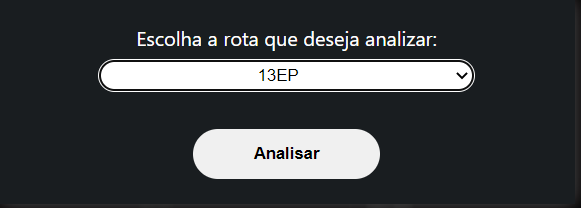 Escolha a rota que deseja analizar:
13EP
Analisar